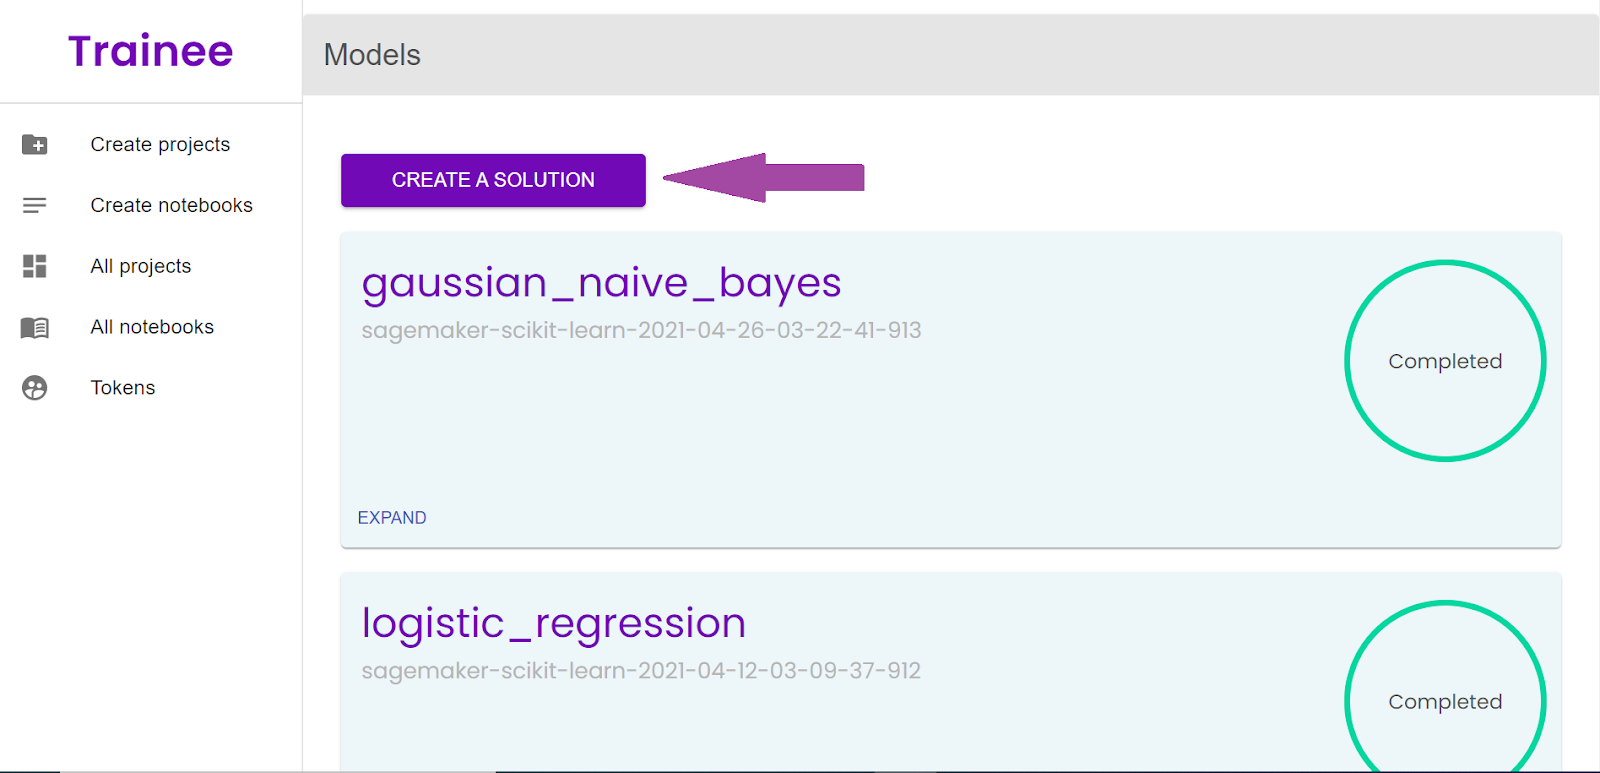 Trainee
Create projects
Create notebooks
All projects
All notebooks
Tokens
Models
CREATE A SOLUTION
gaussian_naive_bayes
sagemaker-scikit-learn-2021-04-26-03-22-41-913
Completed
EXPAND
logistic_regression
sagemaker-scikit-learn-2021-04-12-03-09-37-912
Completed